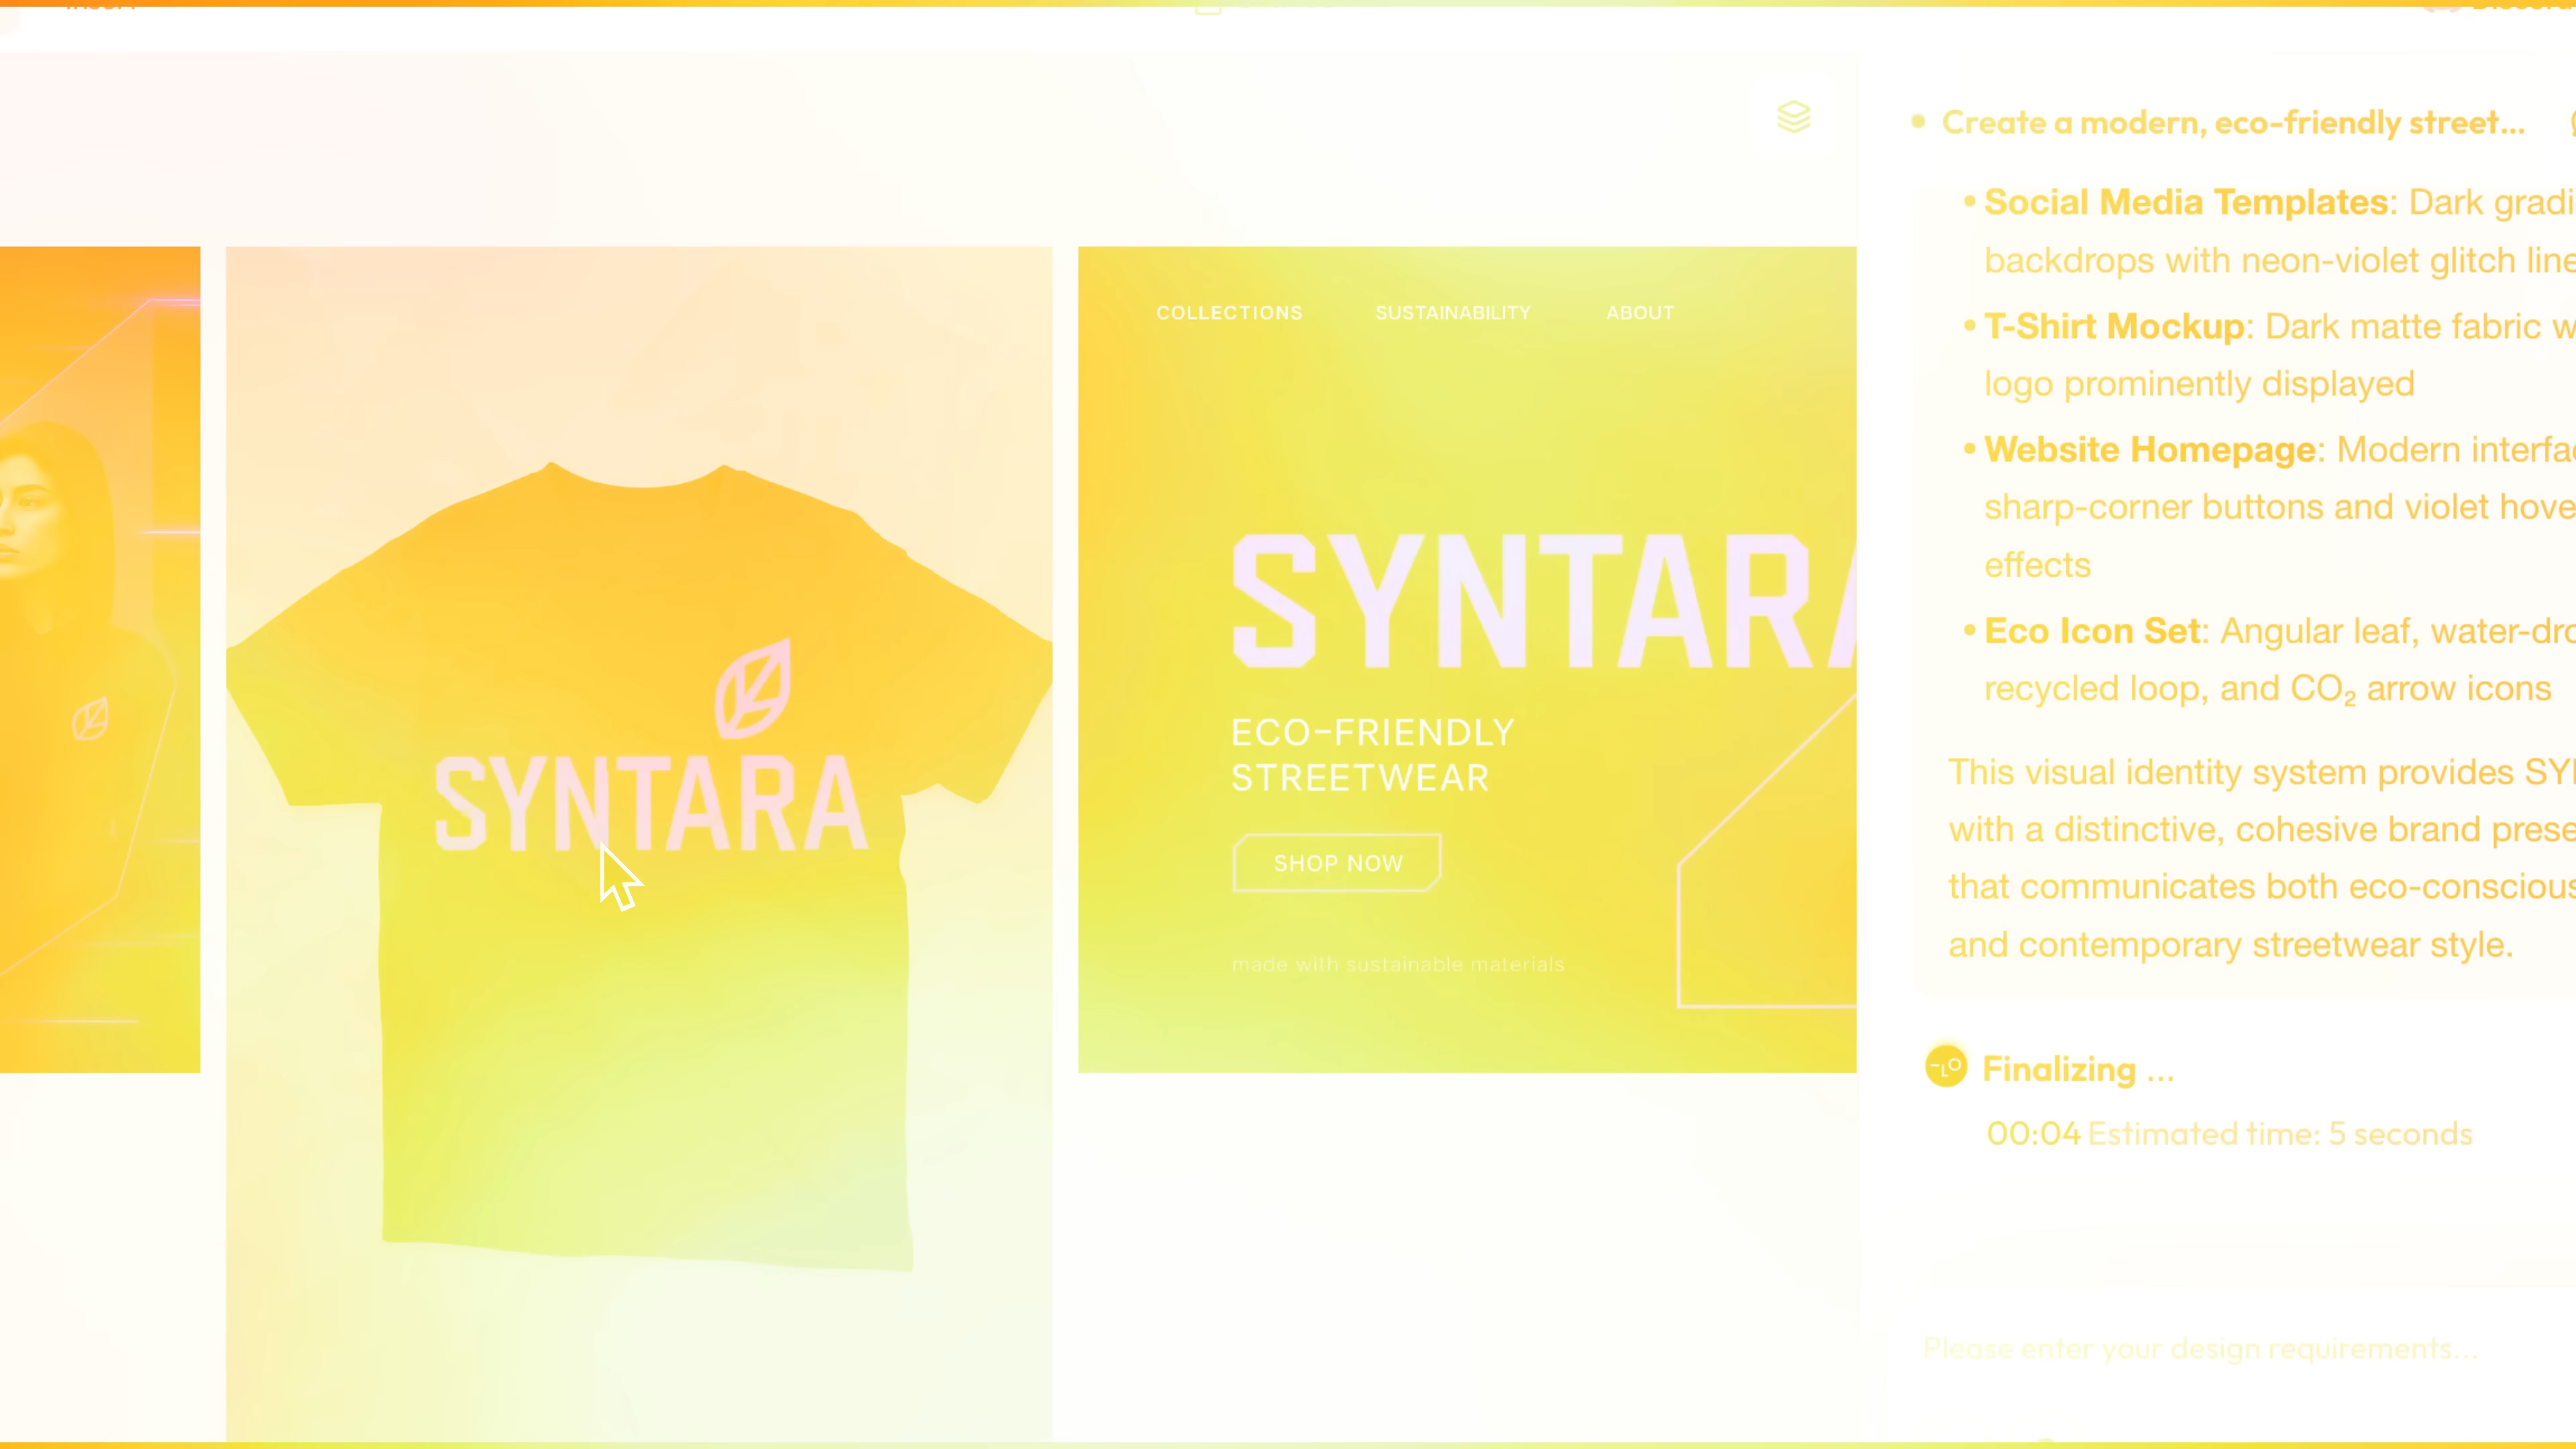 Create a modern, eco-friendly street...
• Social Media Templates: Dark gradi
backdrops with neon-violet glitch line
• T-Shirt Mockup: Dark matte fabric w
logo prominently displayed
• Website Homepage: Modern interfac
sharp-corner buttons and violet hove
effects
• Eco Icon Set: Angular leaf, water-dro
recycled loop, and CO₂ arrow icons
This visual identity system provides SYN
with a distinctive, cohesive brand prese
that communicates both eco-conscious
and contemporary streetwear style.
Finalizing ...
00:04 Estimated time: 5 seconds
Please enter your design requirements...
SYNTARA
COLLECTIONS SUSTAINABILITY ABOUT
SYNTARA
ECO-FRIENDLY
STREETWEAR
SHOP NOW
made with sustainable materials